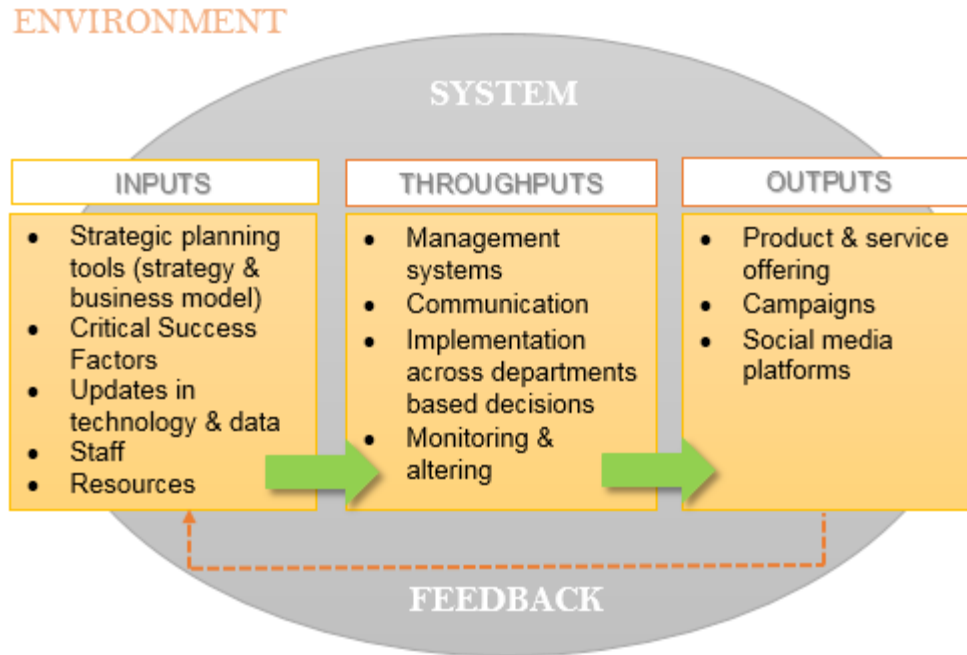 ENVIRONMENT
SYSTEM
INPUTS
• Strategic planning
tools (strategy &
business model)
• Critical Success
Factors
• Updates in
technology & data
• Staff
• Resources
THROUGHPUTS
• Management
systems
• Communication
• Implementation
across departments
based decisions
• Monitoring &
altering
OUTPUTS
• Product & service
offering
• Campaigns
• Social media
platforms
FEEDBACK